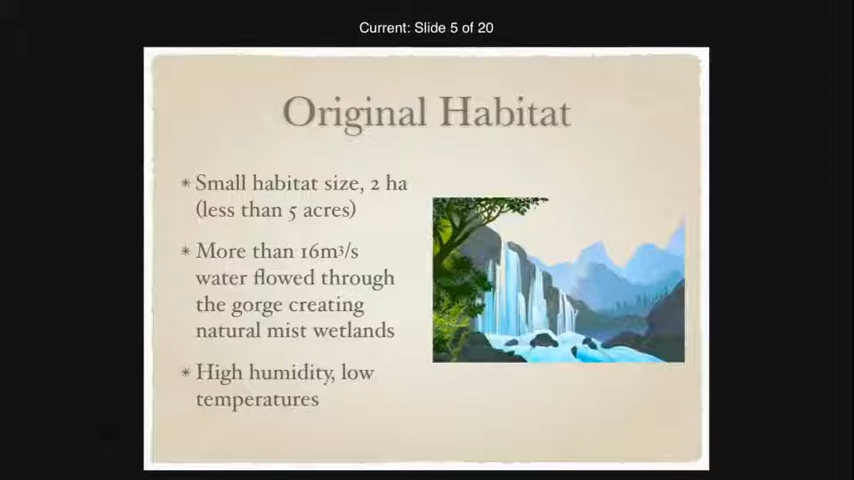 Current: Slide 5 of 20
Original Habitat
* Small habitat size, 2 ha
(less than 5 acres)
* More than 16m³/s
water flowed through
the gorge creating
natural mist wetlands
* High humidity, low
temperatures